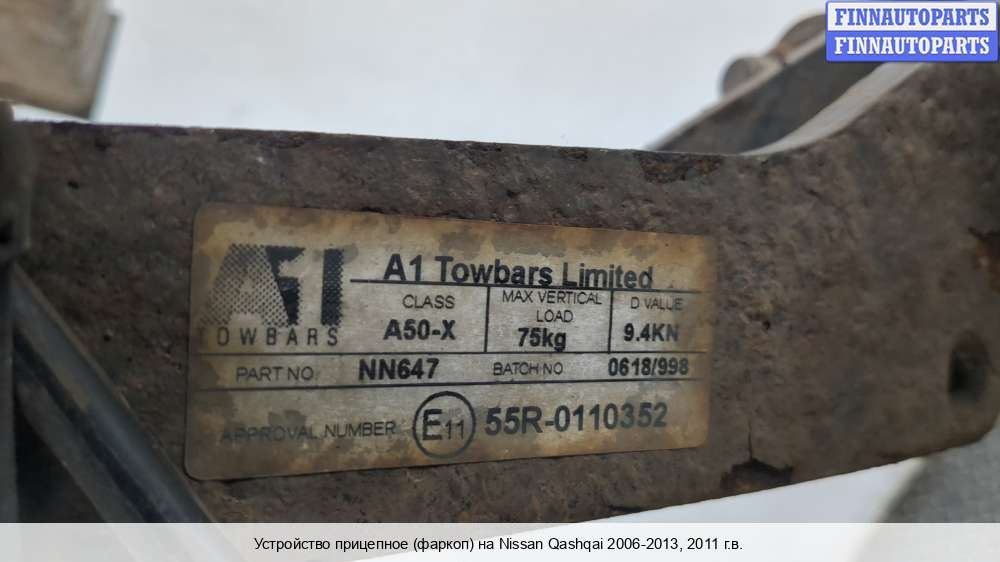 FINNAUTOPARTS
FINNAUTOPARTS
A1
TOWBARS
A1 Towbars Limited
CLASS
A50-X
MAX VERTICAL
LOAD
75kg
D VALUE
9.4KN
PART NO NN647 BATCH NO 0618/998
APPROVAL NUMBER E11 55R-0110352
Устройство прицепное (фаркоп) на Nissan Qashqai 2006-2013, 2011 г.в.